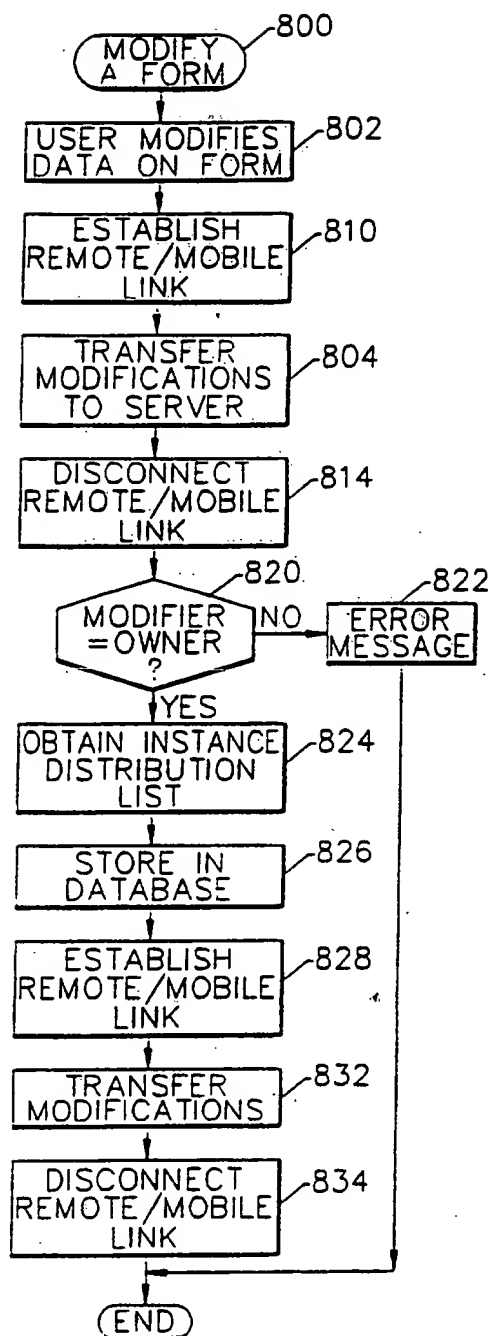 MODIFY
A FORM
800
USER MODIFIES
DATA ON FORM
802
ESTABLISH
REMOTE/MOBILE
LINK
810
TRANSFER
MODIFICATIONS
TO SERVER
804
DISCONNECT
REMOTE/MOBILE
LINK
814
MODIFIER
=OWNER
?
820
NO
ERROR
MESSAGE
822
YES
OBTAIN INSTANCE
DISTRIBUTION
LIST
824
STORE IN
DATABASE
826
ESTABLISH
REMOTE/MOBILE
LINK
828
TRANSFER
MODIFICATIONS
832
DISCONNECT
REMOTE/MOBILE
LINK
834
END